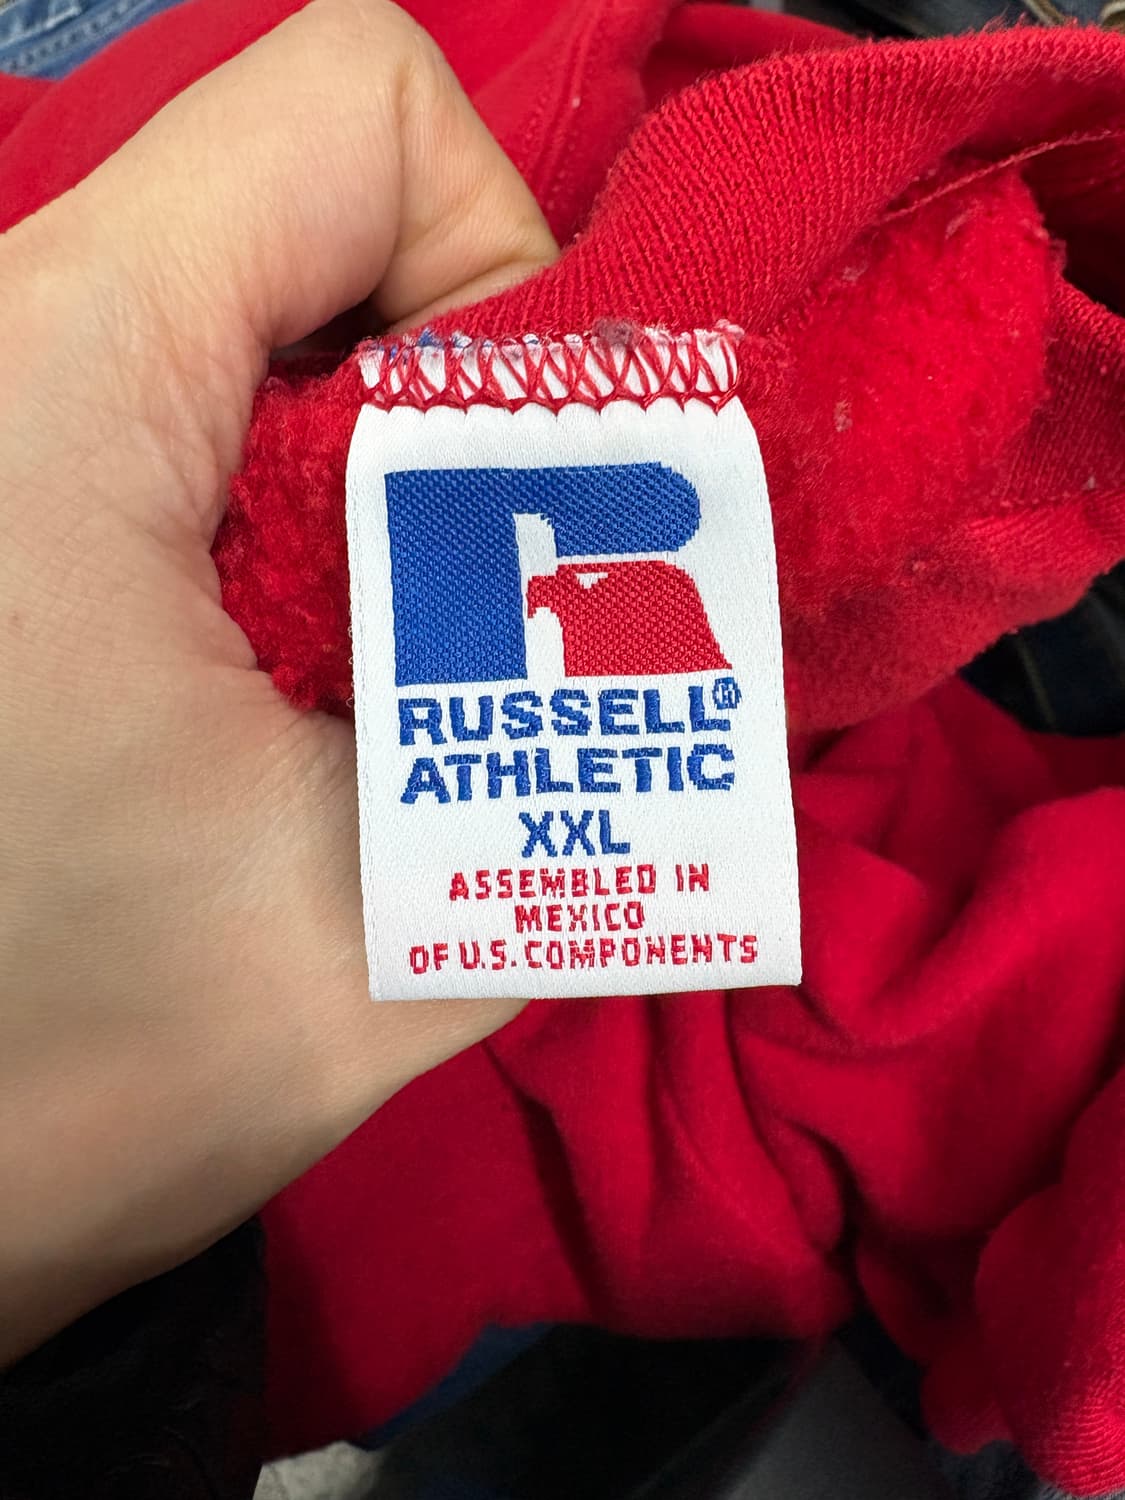 RUSSELL®
ATHLETIC
XXL
ASSEMBLED IN
MEXICO
OF U.S. COMPONENTS